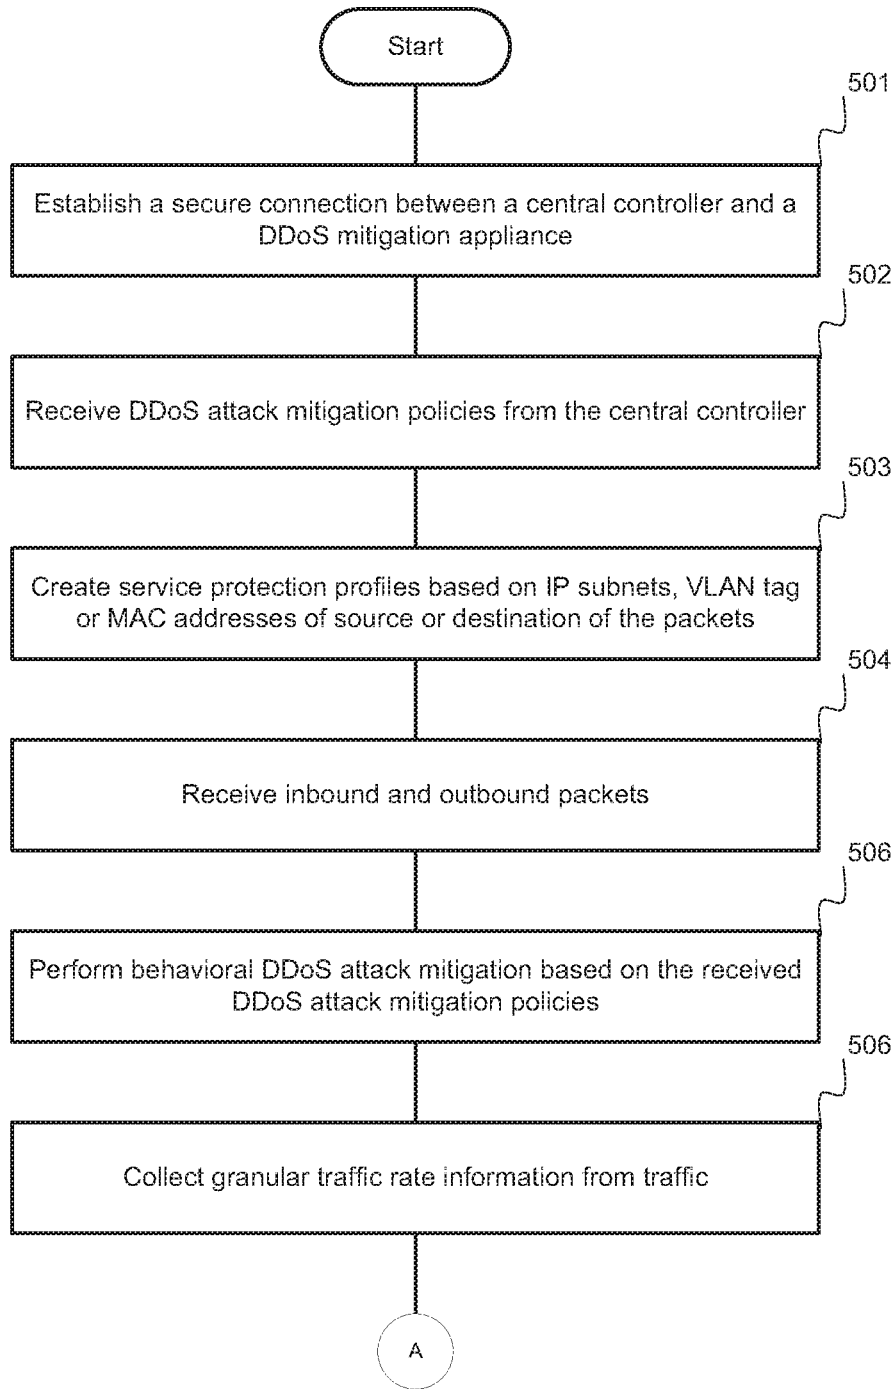 Start
501
Establish a secure connection between a central controller and a
DDoS mitigation appliance
502
Receive DDoS attack mitigation policies from the central controller
503
Create service protection profiles based on IP subnets, VLAN tag
or MAC addresses of source or destination of the packets
504
Receive inbound and outbound packets
506
Perform behavioral DDoS attack mitigation based on the received
DDoS attack mitigation policies
506
Collect granular traffic rate information from traffic
A